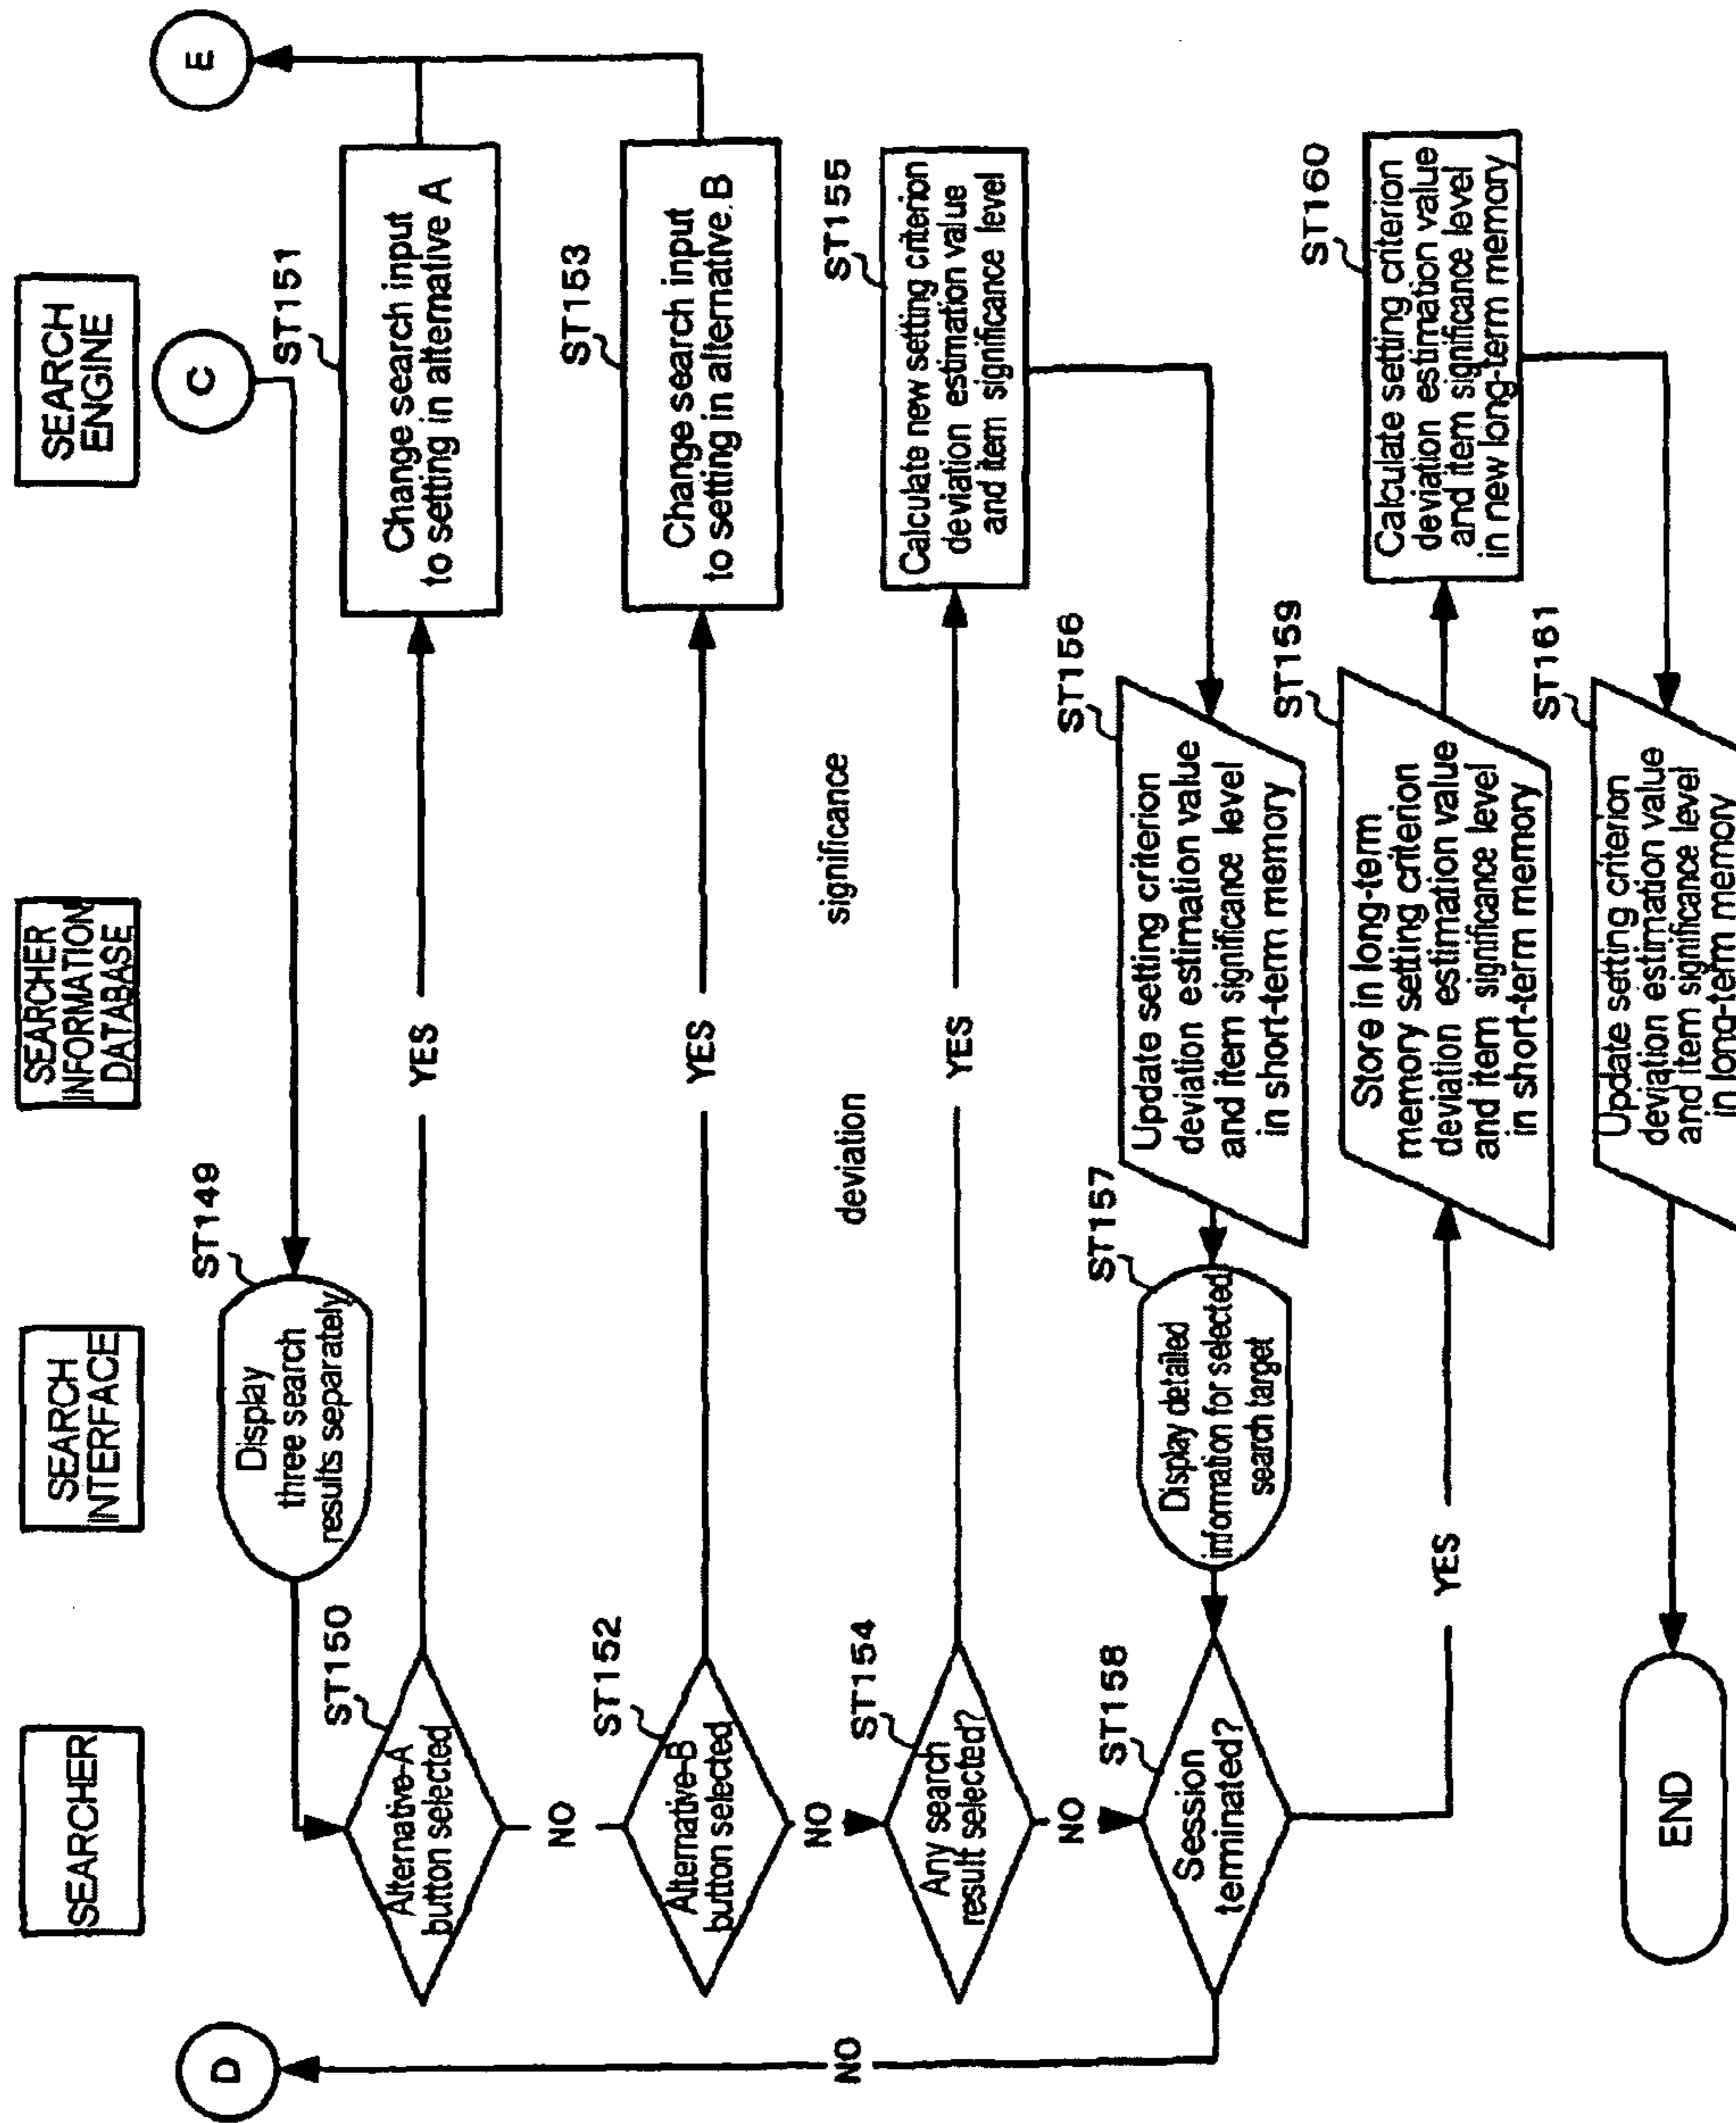 SEARCHER
SEARCH
INTERFACE
SEARCHER
INFORMATION
DATABASE
SEARCH
ENGINE
D
C
E
ST149
Display
three search
results separately
ST150
Alternative-A
button selected
YES
ST151
Change search input
to setting in alternative A
NO
ST152
Alternative-B
button selected
YES
ST153
Change search input
to setting in alternative B
NO
deviation
significance
ST154
Any search
result selected?
YES
ST155
Calculate new setting criterion
deviation estimation value
and item significance level
NO
NO
ST156
Update setting criterion
deviation estimation value
and item significance level
in short-term memory
ST157
Display detailed
information for selected
search target
ST158
Session
terminated?
YES
ST159
Store in long-term
memory setting criterion
deviation estimation value
and item significance level
in short-term memory
ST160
Calculate setting criterion
deviation estimation value
and item significance level
in new long-term memory
ST161
Update setting criterion
deviation estimation value
and item significance level
in long-term memory
END